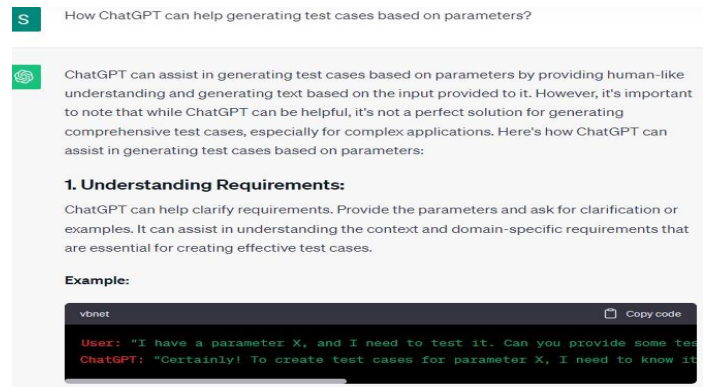 S
How ChatGPT can help generating test cases based on parameters?
ChatGPT can assist in generating test cases based on parameters by providing human-like
understanding and generating text based on the input provided to it. However, it's important
to note that while ChatGPT can be helpful, it's not a perfect solution for generating
comprehensive test cases, especially for complex applications. Here's how ChatGPT can
assist in generating test cases based on parameters:
1. Understanding Requirements:
ChatGPT can help clarify requirements. Provide the parameters and ask for clarification or
examples. It can assist in understanding the context and domain-specific requirements that
are essential for creating effective test cases.
Example:
vbnet Copy code
User: "I have a parameter X, and I need to test it. Can you provide some tes
ChatGPT: "Certainly! To create test cases for parameter X, I need to know it